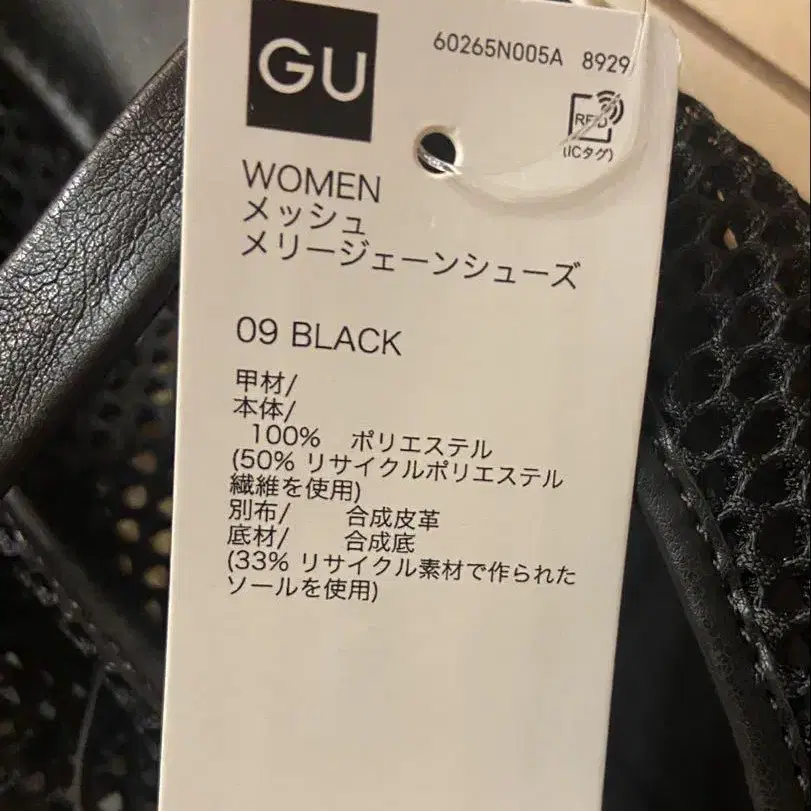 GU
60265N005A 8929
RFID
(ICタグ)
WOMEN
メッシュ
メリージェーンシューズ
09 BLACK
甲材/
本体/
100% ポリエステル
(50% リサイクルポリエステル
繊維を使用)
別布/ 合成皮革
底材/ 合成底
(33% リサイクル素材で作られた
ソールを使用)